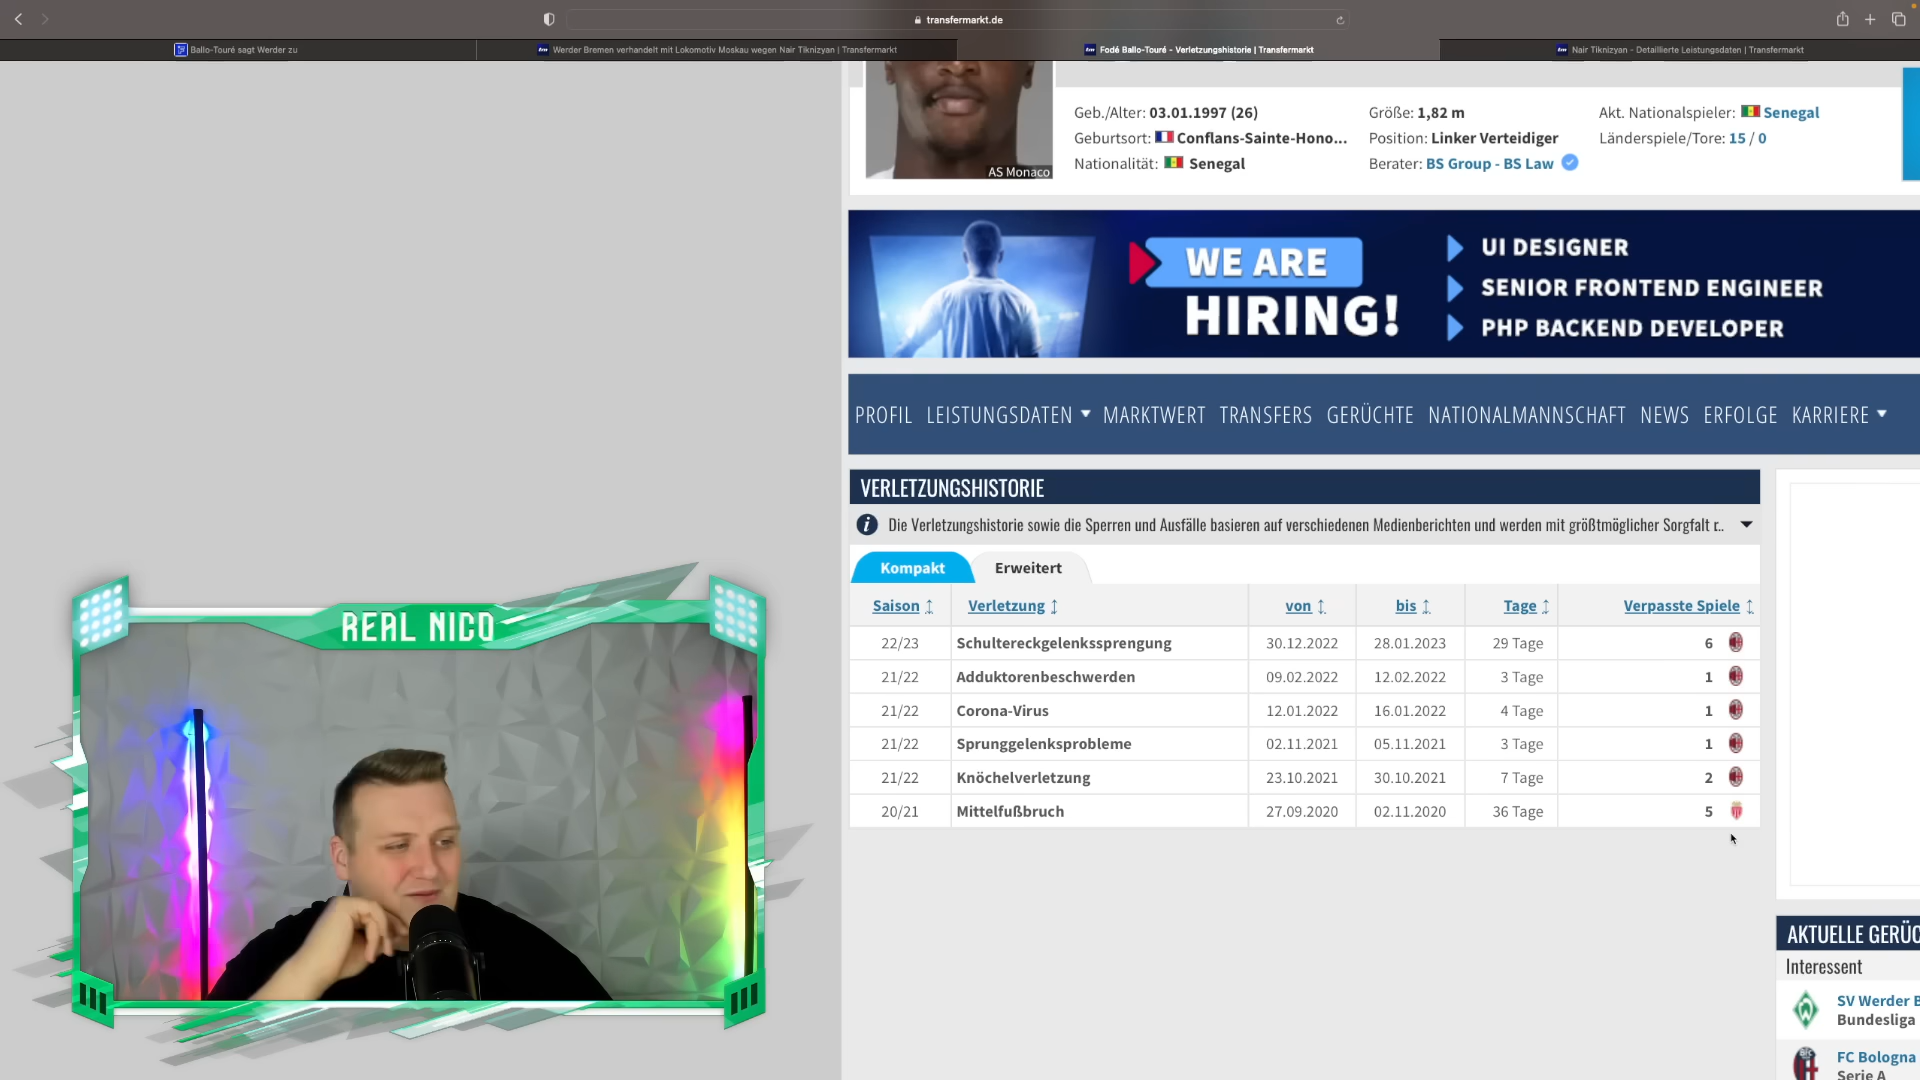 transfermarkt.de
Ballo-Touré sagt Werder zu
Werder Bremen verhandelt mit Lokomotiv Moskau wegen Nair Tiknizyan | Transfermarkt
Fodé Ballo-Touré - Verletzungshistorie | Transfermarkt
Nair Tiknizyan - Detaillierte Leistungsdaten | Transfermarkt
AS Monaco
Geb./Alter: 03.01.1997 (26)
Geburtsort: Conflans-Sainte-Hono...
Nationalität: Senegal
Größe: 1,82 m
Position: Linker Verteidiger
Berater: BS Group - BS Law
Akt. Nationalspieler: Senegal
Länderspiele/Tore: 15 / 0
WE ARE
HIRING!
UI DESIGNER
SENIOR FRONTEND ENGINEER
PHP BACKEND DEVELOPER
PROFIL LEISTUNGSDATEN MARKTWERT TRANSFERS GERÜCHTE NATIONALMANNSCHAFT NEWS ERFOLGE KARRIERE
VERLETZUNGSHISTORIE
Die Verletzungshistorie sowie die Sperren und Ausfälle basieren auf verschiedenen Medienberichten und werden mit größtmöglicher Sorgfalt r..
Kompakt Erweitert
Saison Verletzung von bis Tage Verpasste Spiele
22/23 Schultereckgelenkssprengung 30.12.2022 28.01.2023 29 Tage 6
21/22 Adduktorenbeschwerden 09.02.2022 12.02.2022 3 Tage 1
21/22 Corona-Virus 12.01.2022 16.01.2022 4 Tage 1
21/22 Sprunggelenksprobleme 02.11.2021 05.11.2021 3 Tage 1
21/22 Knöchelverletzung 23.10.2021 30.10.2021 7 Tage 2
20/21 Mittelfußbruch 27.09.2020 02.11.2020 36 Tage 5
REAL NICO
AKTUELLE GERÜC
Interessent
SV Werder B
Bundesliga
FC Bologna
Serie A